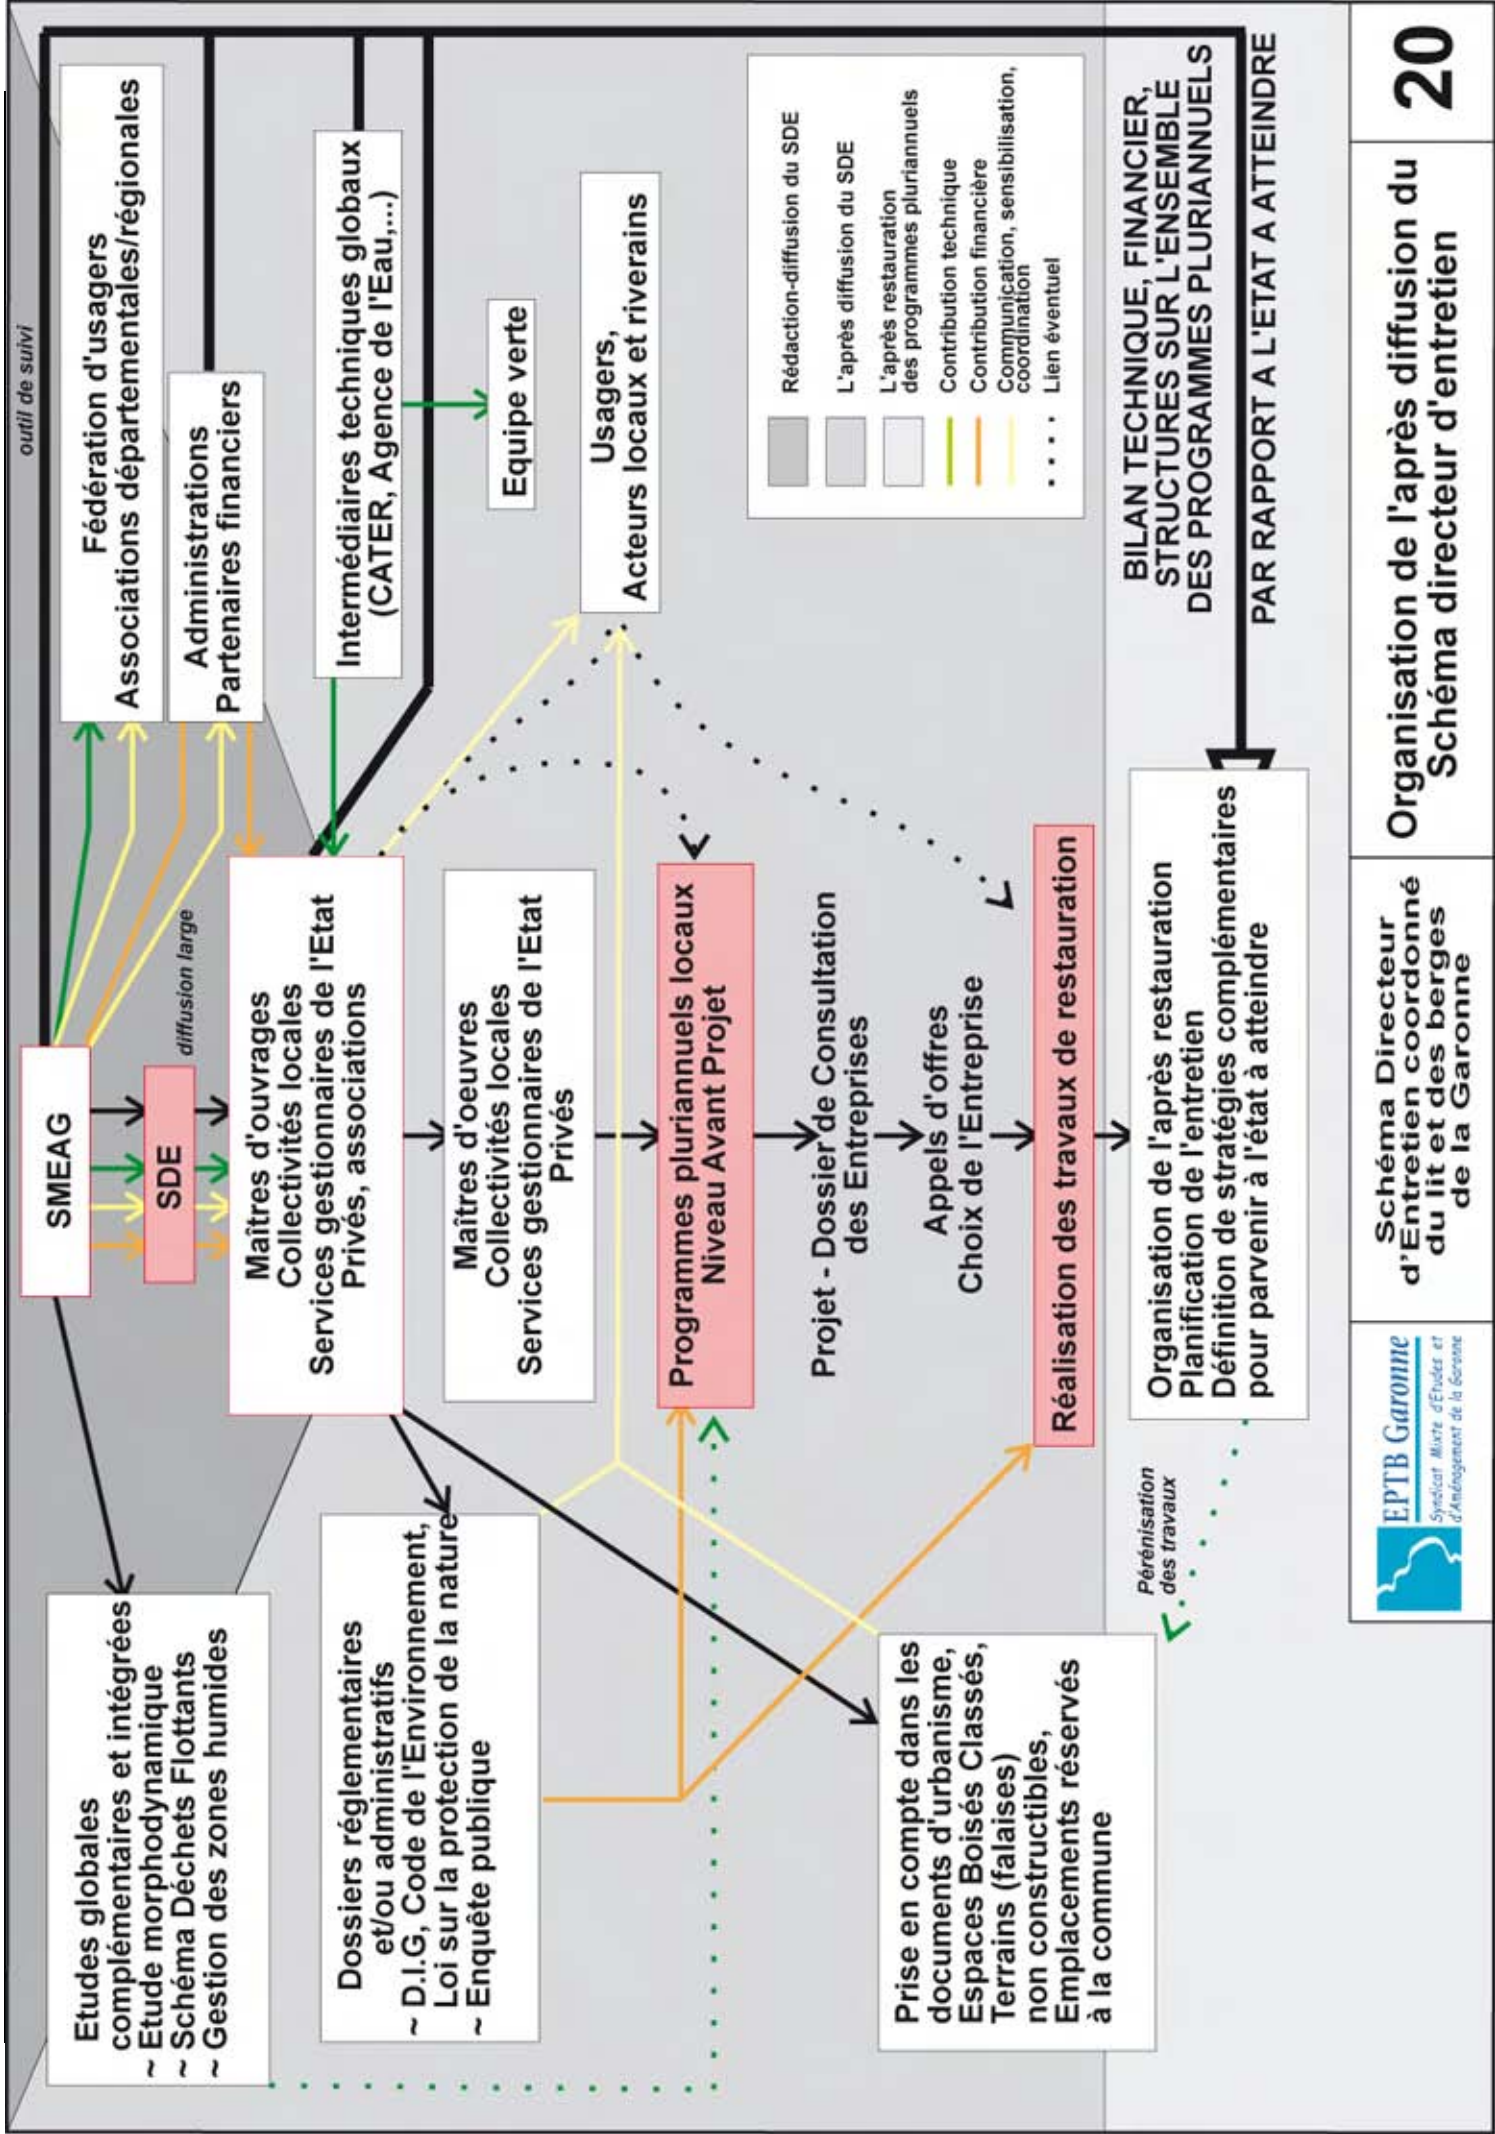 outil de suivi
SMEAG
SDE
diffusion large
Fédération d'usagers
Associations départementales/régionales
Administrations
Partenaires financiers
Etudes globales
complémentaires et intégrées
~ Etude morphodynamique
~ Schéma Déchets Flottants
~ Gestion des zones humides
Maîtres d'ouvrages
Collectivités locales
Services gestionnaires de l'Etat
Privés, associations
Intermédiaires techniques globaux
(CATER, Agence de l'Eau,...)
Equipe verte
Dossiers réglementaires
et/ou administratifs
~ D.I.G, Code de l'Environnement,
Loi sur la protection de la nature
~ Enquête publique
Maîtres d'oeuvres
Collectivités locales
Services gestionnaires de l'Etat
Privés
Usagers,
Acteurs locaux et riverains
Programmes pluriannuels locaux
Niveau Avant Projet
Projet - Dossier de Consultation
des Entreprises
Appels d'offres
Choix de l'Entreprise
Rédaction-diffusion du SDE
L'après diffusion du SDE
L'après restauration
des programmes pluriannuels
Contribution technique
Contribution financière
Communication, sensibilisation,
coordination
Lien éventuel
Prise en compte dans les
documents d'urbanisme,
Espaces Boisés Classés,
Terrains (falaises)
non constructibles,
Emplacements réservés
à la commune
Réalisation des travaux de restauration
Pérénisation
des travaux
Organisation de l'après restauration
Planification de l'entretien
Définition de stratégies complémentaires
pour parvenir à l'état à atteindre
BILAN TECHNIQUE, FINANCIER,
STRUCTURES SUR L'ENSEMBLE
DES PROGRAMMES PLURIANNUELS
PAR RAPPORT A L'ETAT A ATTEINDRE
EPTB Garonne
Syndicat Mixte d'Etudes et
d'Aménagement de la Garonne
Schéma Directeur
d'Entretien coordonné
du lit et des berges
de la Garonne
Organisation de l'après diffusion du
Schéma directeur d'entretien
20